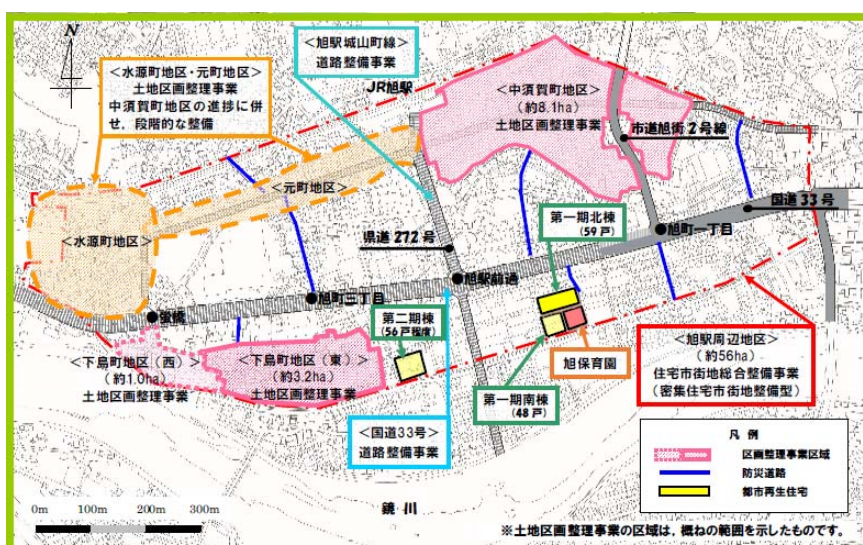 N
＜水源町地区・元町地区＞
土地区画整理事業
中須賀町地区の進捗に併
せ，段階的な整備
＜旭駅城山町線＞
道路整備事業
JR旭駅
＜中須賀町地区＞
（約8.1ha）
土地区画整理事業
市道旭街2号線
＜元町地区＞
＜水源町地区＞
国道33号
第一期北棟
（59戸）
県道272号
旭町一丁目
旭駅前通
旭町三丁目
蛍橋
第二期棟
（56戸程度）
＜下島町地区（西）＞
（約1.0ha）
土地区画整理事業
＜下島町地区（東）＞
（約3.2ha）
土地区画整理事業
旭保育園
第一期南棟
（48戸）
＜旭駅周辺地区＞
（約56ha）
住宅市街地総合整備事業
（密集住宅市街地整備型）
＜国道33号＞
道路整備事業
凡 例
区画整理事業区域
防災道路
都市再生住宅
鏡 川
0m 100m 200m 300m
※土地区画整理事業の区域は、概ねの範囲を示したものです。